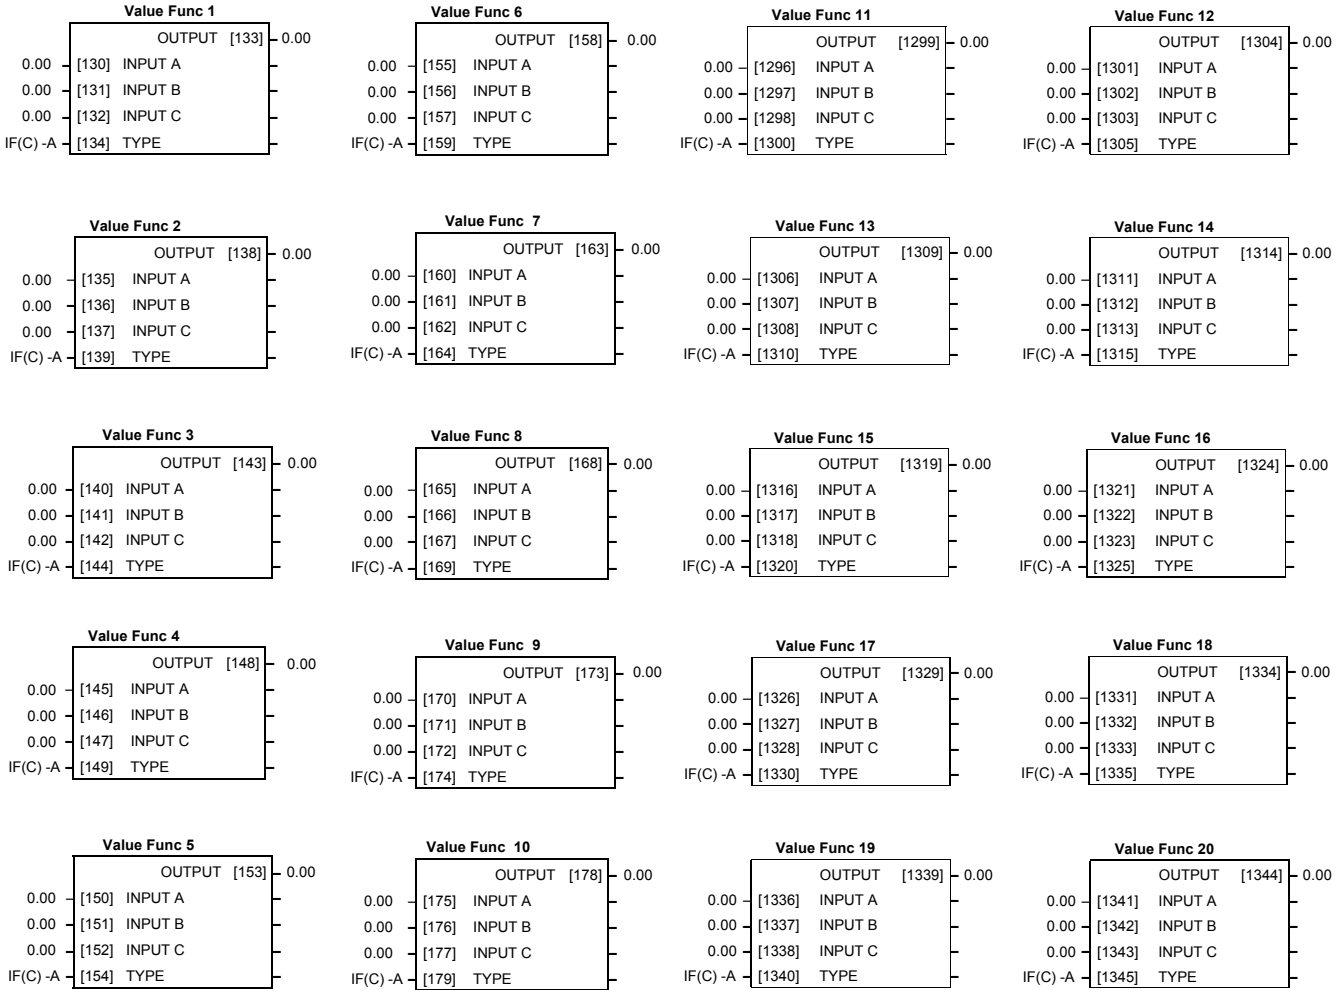 Value Func 1
OUTPUT [133] 0.00
0.00 [130] INPUT A
0.00 [131] INPUT B
0.00 [132] INPUT C
IF(C) -A [134] TYPE
Value Func 6
OUTPUT [158] 0.00
0.00 [155] INPUT A
0.00 [156] INPUT B
0.00 [157] INPUT C
IF(C) -A [159] TYPE
Value Func 11
OUTPUT [1299] 0.00
0.00 [1296] INPUT A
0.00 [1297] INPUT B
0.00 [1298] INPUT C
IF(C) -A [1300] TYPE
Value Func 12
OUTPUT [1304] 0.00
0.00 [1301] INPUT A
0.00 [1302] INPUT B
0.00 [1303] INPUT C
IF(C) -A [1305] TYPE
Value Func 2
OUTPUT [138] 0.00
0.00 [135] INPUT A
0.00 [136] INPUT B
0.00 [137] INPUT C
IF(C) -A [139] TYPE
Value Func 7
OUTPUT [163] 0.00
0.00 [160] INPUT A
0.00 [161] INPUT B
0.00 [162] INPUT C
IF(C) -A [164] TYPE
Value Func 13
OUTPUT [1309] 0.00
0.00 [1306] INPUT A
0.00 [1307] INPUT B
0.00 [1308] INPUT C
IF(C) -A [1310] TYPE
Value Func 14
OUTPUT [1314] 0.00
0.00 [1311] INPUT A
0.00 [1312] INPUT B
0.00 [1313] INPUT C
IF(C) -A [1315] TYPE
Value Func 3
OUTPUT [143] 0.00
0.00 [140] INPUT A
0.00 [141] INPUT B
0.00 [142] INPUT C
IF(C) -A [144] TYPE
Value Func 8
OUTPUT [168] 0.00
0.00 [165] INPUT A
0.00 [166] INPUT B
0.00 [167] INPUT C
IF(C) -A [169] TYPE
Value Func 15
OUTPUT [1319] 0.00
0.00 [1316] INPUT A
0.00 [1317] INPUT B
0.00 [1318] INPUT C
IF(C) -A [1320] TYPE
Value Func 16
OUTPUT [1324] 0.00
0.00 [1321] INPUT A
0.00 [1322] INPUT B
0.00 [1323] INPUT C
IF(C) -A [1325] TYPE
Value Func 4
OUTPUT [148] 0.00
0.00 [145] INPUT A
0.00 [146] INPUT B
0.00 [147] INPUT C
IF(C) -A [149] TYPE
Value Func 9
OUTPUT [173] 0.00
0.00 [170] INPUT A
0.00 [171] INPUT B
0.00 [172] INPUT C
IF(C) -A [174] TYPE
Value Func 17
OUTPUT [1329] 0.00
0.00 [1326] INPUT A
0.00 [1327] INPUT B
0.00 [1328] INPUT C
IF(C) -A [1330] TYPE
Value Func 18
OUTPUT [1334] 0.00
0.00 [1331] INPUT A
0.00 [1332] INPUT B
0.00 [1333] INPUT C
IF(C) -A [1335] TYPE
Value Func 5
OUTPUT [153] 0.00
0.00 [150] INPUT A
0.00 [151] INPUT B
0.00 [152] INPUT C
IF(C) -A [154] TYPE
Value Func 10
OUTPUT [178] 0.00
0.00 [175] INPUT A
0.00 [176] INPUT B
0.00 [177] INPUT C
IF(C) -A [179] TYPE
Value Func 19
OUTPUT [1339] 0.00
0.00 [1336] INPUT A
0.00 [1337] INPUT B
0.00 [1338] INPUT C
IF(C) -A [1340] TYPE
Value Func 20
OUTPUT [1344] 0.00
0.00 [1341] INPUT A
0.00 [1342] INPUT B
0.00 [1343] INPUT C
IF(C) -A [1345] TYPE